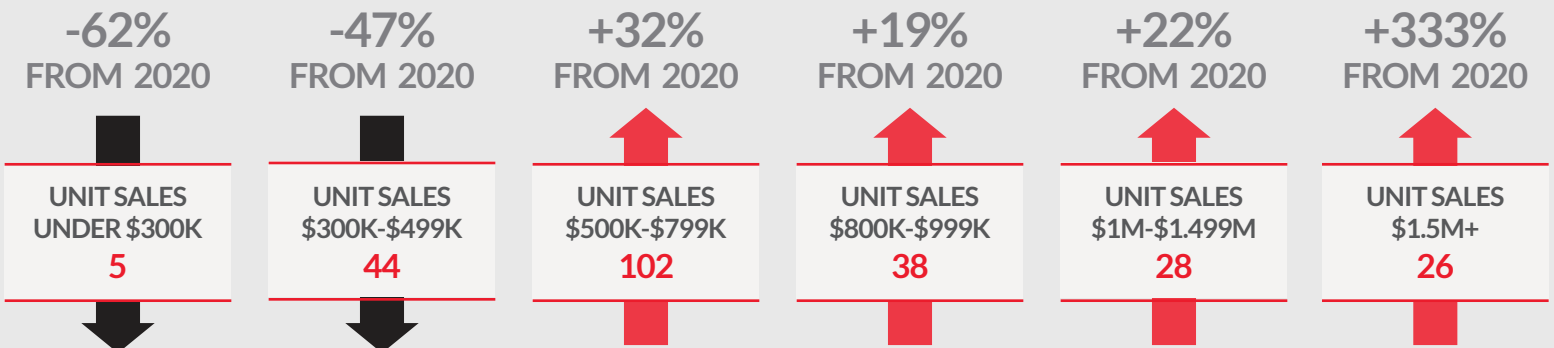 -62%
FROM 2020
UNIT SALES
UNDER $300K
5
-47%
FROM 2020
UNIT SALES
$300K-$499K
44
+32%
FROM 2020
UNIT SALES
$500K-$799K
102
+19%
FROM 2020
UNIT SALES
$800K-$999K
38
+22%
FROM 2020
UNIT SALES
$1M-$1.499M
28
+333%
FROM 2020
UNIT SALES
$1.5M+
26